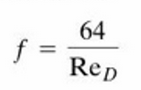 f = 64 / Re_D